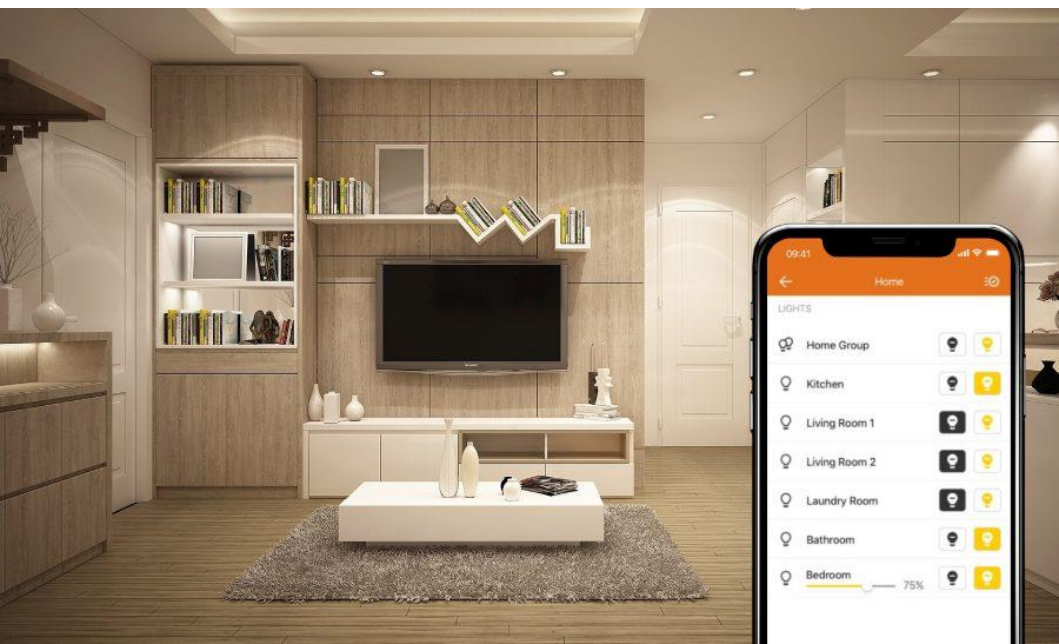 09:41
Home
LIGHTS
Home Group
Kitchen
Living Room 1
Living Room 2
Laundry Room
Bathroom
Bedroom
75%